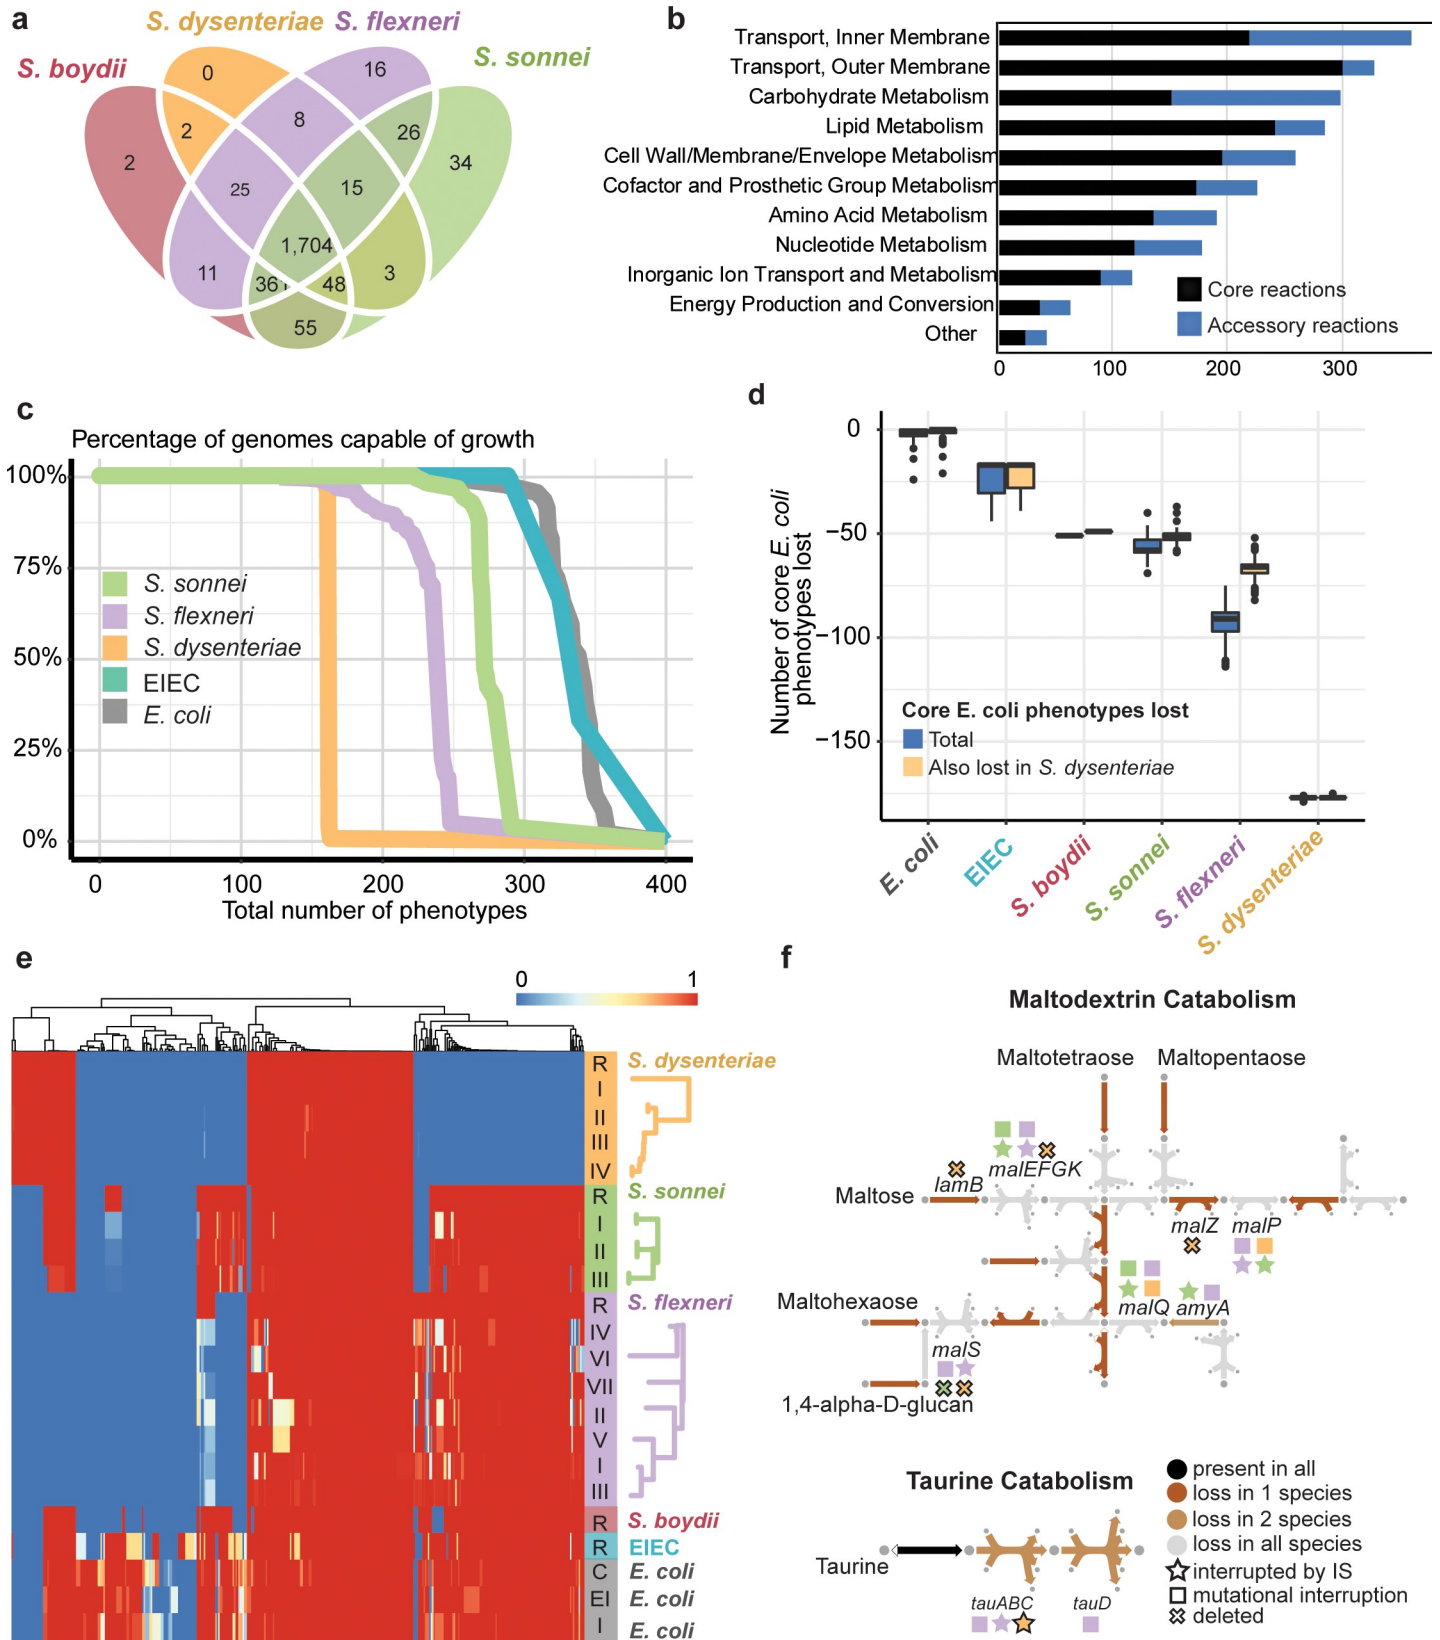 a
S. dysenteriae S. flexneri
S. boydii
S. sonnei
0
16
2
8
26
2
34
25
15
1,704
11
361
48
3
55
b
Transport, Inner Membrane
Transport, Outer Membrane
Carbohydrate Metabolism
Lipid Metabolism
Cell Wall/Membrane/Envelope Metabolism
Cofactor and Prosthetic Group Metabolism
Amino Acid Metabolism
Nucleotide Metabolism
Inorganic Ion Transport and Metabolism
Energy Production and Conversion
Other
Core reactions
Accessory reactions
0 100 200 300
c
Percentage of genomes capable of growth
100%
75%
50%
25%
0%
S. sonnei
S. flexneri
S. dysenteriae
EIEC
E. coli
0 100 200 300 400
Total number of phenotypes
d
Number of core E. coli
phenotypes lost
0
−50
−100
−150
Core E. coli phenotypes lost
Total
Also lost in S. dysenteriae
E. coli
EIEC
S. boydii
S. sonnei
S. flexneri
S. dysenteriae
e
0 1
R S. dysenteriae
I
II
III
IV
R S. sonnei
I
II
III
R S. flexneri
IV
VI
VII
II
V
I
III
R S. boydii
R EIEC
C E. coli
EI E. coli
I E. coli
f
Maltodextrin Catabolism
Maltotetraose Maltopentaose
malEFGK
lamB
Maltose
malZ malP
Maltohexaose
malQ amyA
malS
1,4-alpha-D-glucan
Taurine Catabolism
Taurine
tauABC tauD
present in all
loss in 1 species
loss in 2 species
loss in all species
interrupted by IS
mutational interruption
deleted